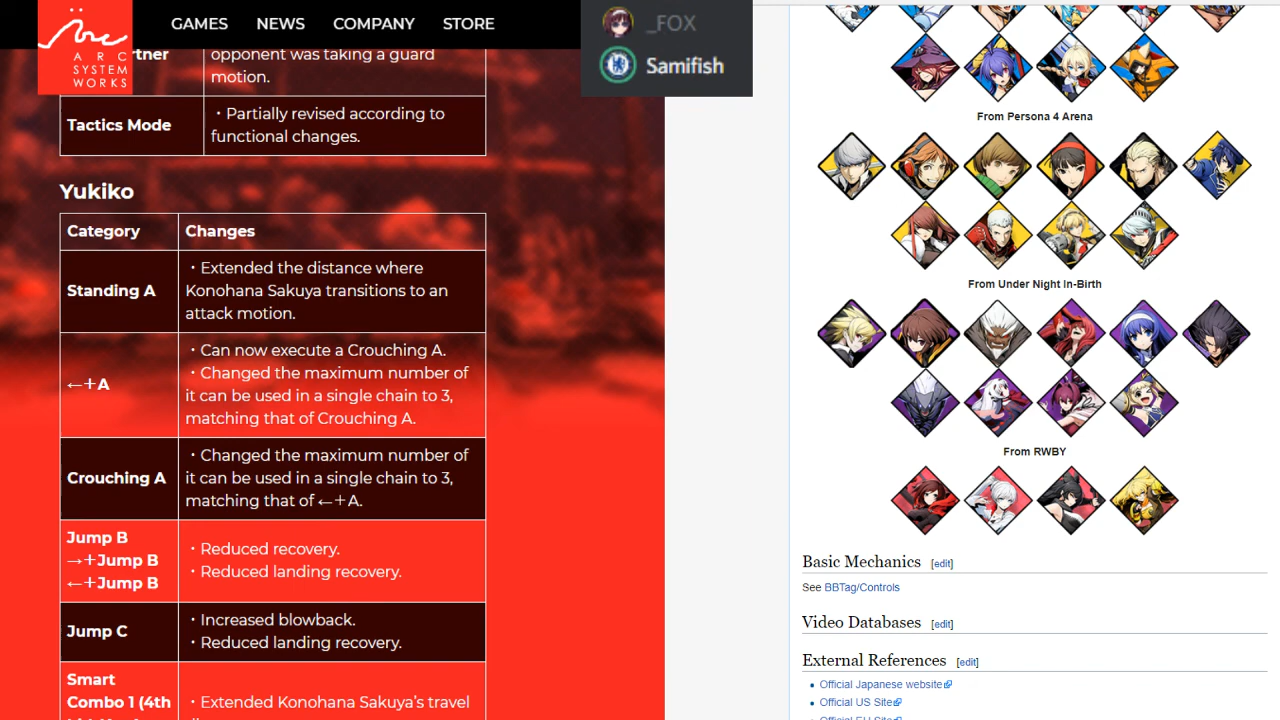 GAMES NEWS COMPANY STORE
ARC
SYSTEM
WORKS
_FOX
Samifish
opponent was taking a guard
motion.
Tactics Mode
・Partially revised according to
functional changes.
Yukiko
Category
Changes
Standing A
・Extended the distance where
Konohana Sakuya transitions to an
attack motion.
←+A
・Can now execute a Crouching A.
・Changed the maximum number of
it can be used in a single chain to 3,
matching that of Crouching A.
Crouching A
・Changed the maximum number of
it can be used in a single chain to 3,
matching that of ←+A.
Jump B
→+Jump B
←+Jump B
・Reduced recovery.
・Reduced landing recovery.
Jump C
・Increased blowback.
・Reduced landing recovery.
Smart
Combo 1 (4th
・Extended Konohana Sakuya's travel
From Persona 4 Arena
From Under Night In-Birth
From RWBY
Basic Mechanics [edit]
See BBTag/Controls
Video Databases [edit]
External References [edit]
• Official Japanese website
• Official US Site